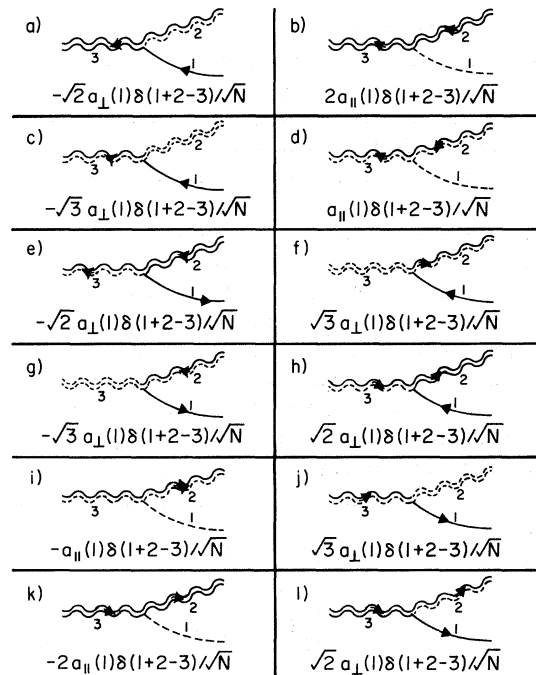 a) 3 2 1
-√2 a⊥(1)δ(1+2-3)/√N
b) 3 2 1
2a∥(1)δ(1+2-3)/√N
c) 3 2 1
-√3 a⊥(1)δ(1+2-3)/√N
d) 3 2 1
a∥(1)δ(1+2-3)/√N
e) 3 2 1
-√2 a⊥(1)δ(1+2-3)/√N
f) 3 2 1
√3 a⊥(1)δ(1+2-3)/√N
g) 3 2 1
-√3 a⊥(1)δ(1+2-3)/√N
h) 3 2 1
√2 a⊥(1)δ(1+2-3)/√N
i) 3 2 1
-a∥(1)δ(1+2-3)/√N
j) 3 2 1
√3 a⊥(1)δ(1+2-3)/√N
k) 3 2 1
-2a∥(1)δ(1+2-3)/√N
l) 3 2 1
√2 a⊥(1)δ(1+2-3)/√N